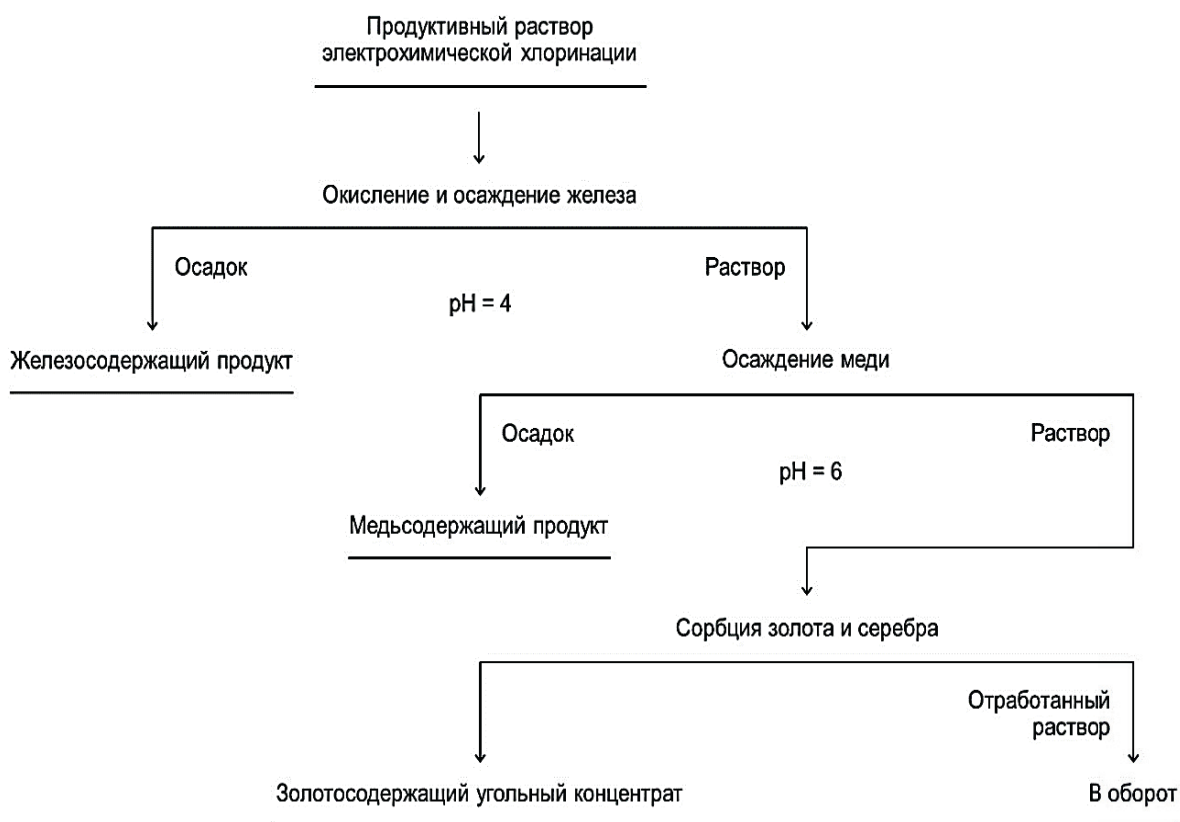 Продуктивный раствор
электрохимической хлоринации
Окисление и осаждение железа
Осадок
Раствор
pH = 4
Железосодержащий продукт
Осаждение меди
Осадок
Раствор
pH = 6
Медьсодержащий продукт
Сорбция золота и серебра
Отработанный
раствор
Золотосодержащий угольный концентрат
В оборот